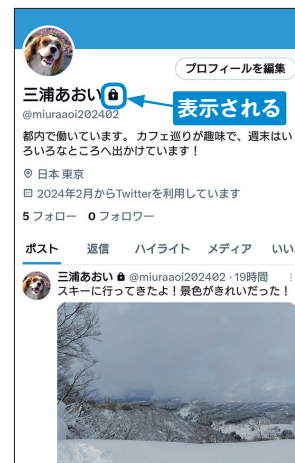 プロフィールを編集
三浦あおい
表示される
@miuraaoi202402
都内で働いています。カフェ巡りが趣味で、週末はい
ろいろなところへ出かけています！
日本 東京
2024年2月からTwitterを利用しています
5 フォロー 0 フォロワー
ポスト 返信 ハイライト メディア いい
三浦あおい @miuraaoi202402・19時間
スキーに行ってきたよ！景色がきれいだった！